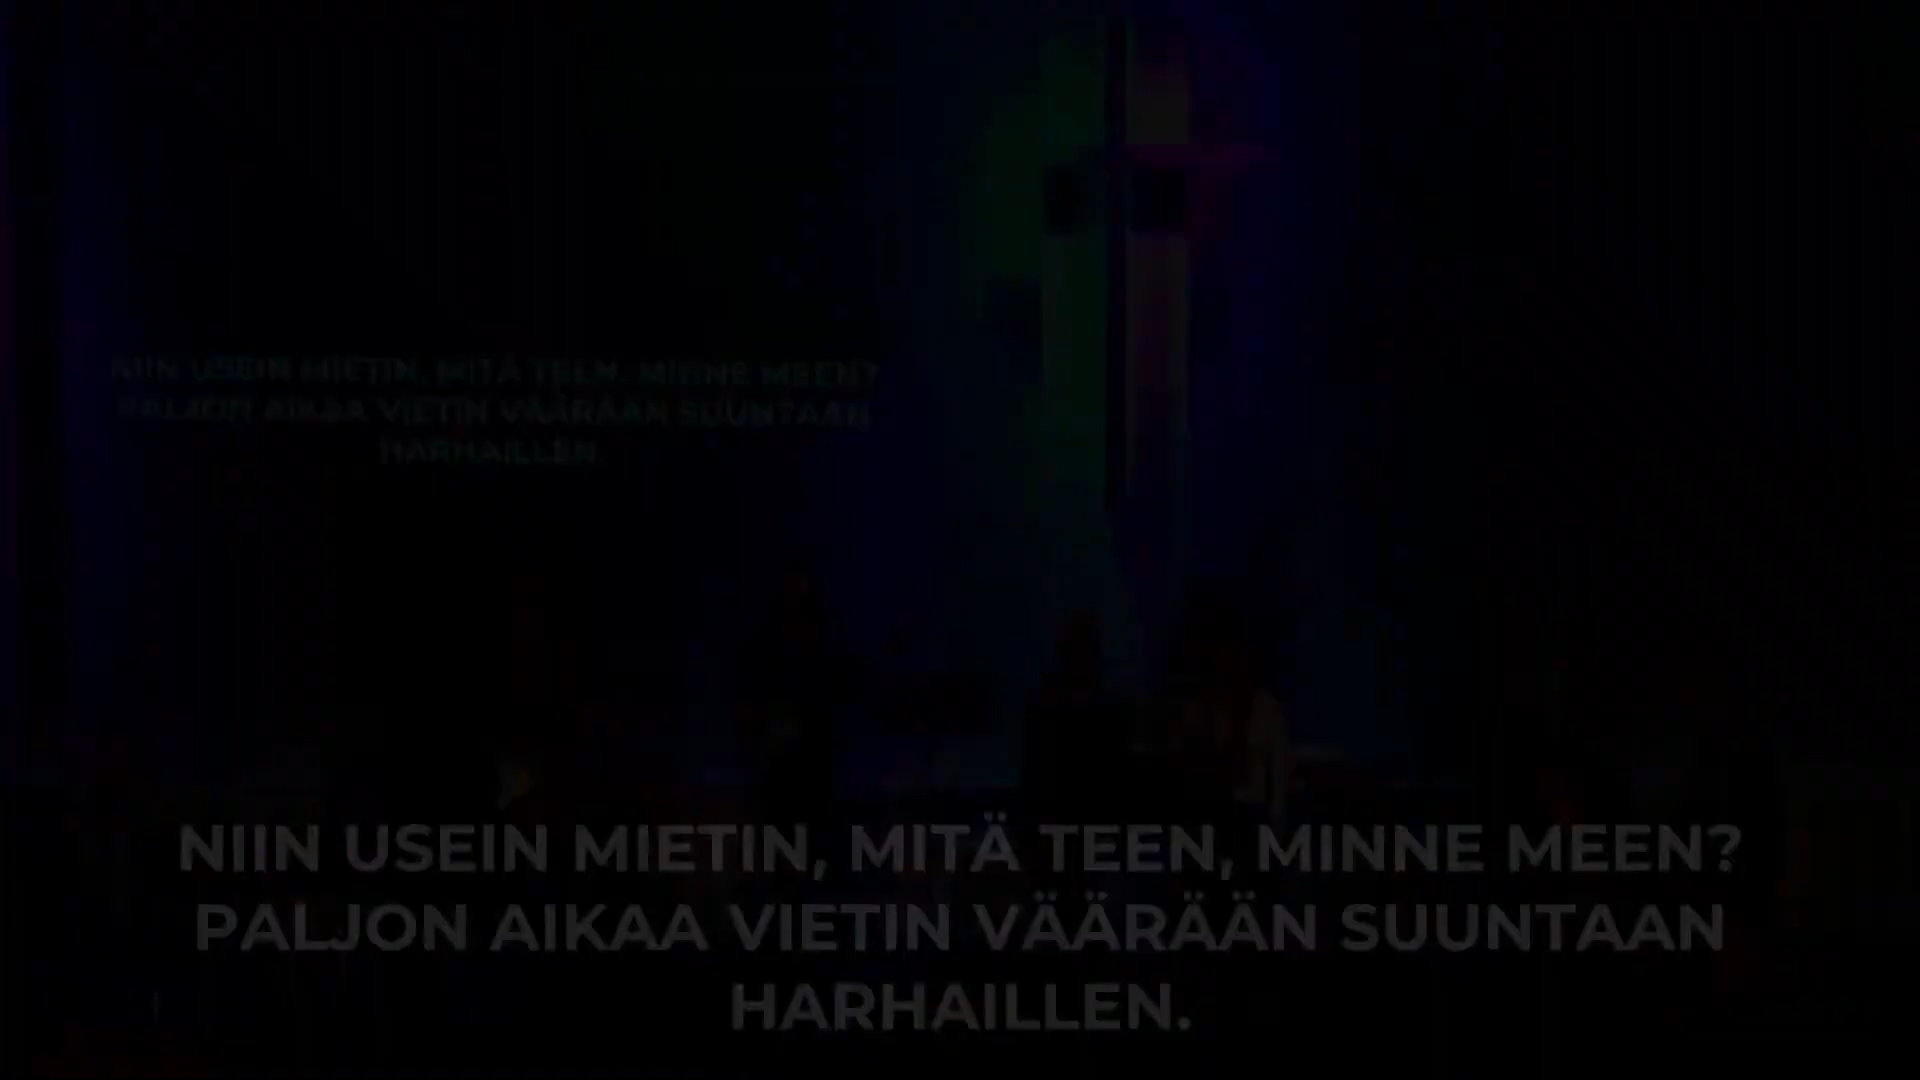 NIIN USEIN MIETIN, MITÄ TEEN, MINNE MEEN?
PALJON AIKAA VIETIN VÄÄRÄÄN SUUNTAAN
HARHAILLEN.
NIIN USEIN MIETIN, MITÄ TEEN, MINNE MEEN?
PALJON AIKAA VIETIN VÄÄRÄÄN SUUNTAAN
HARHAILLEN.